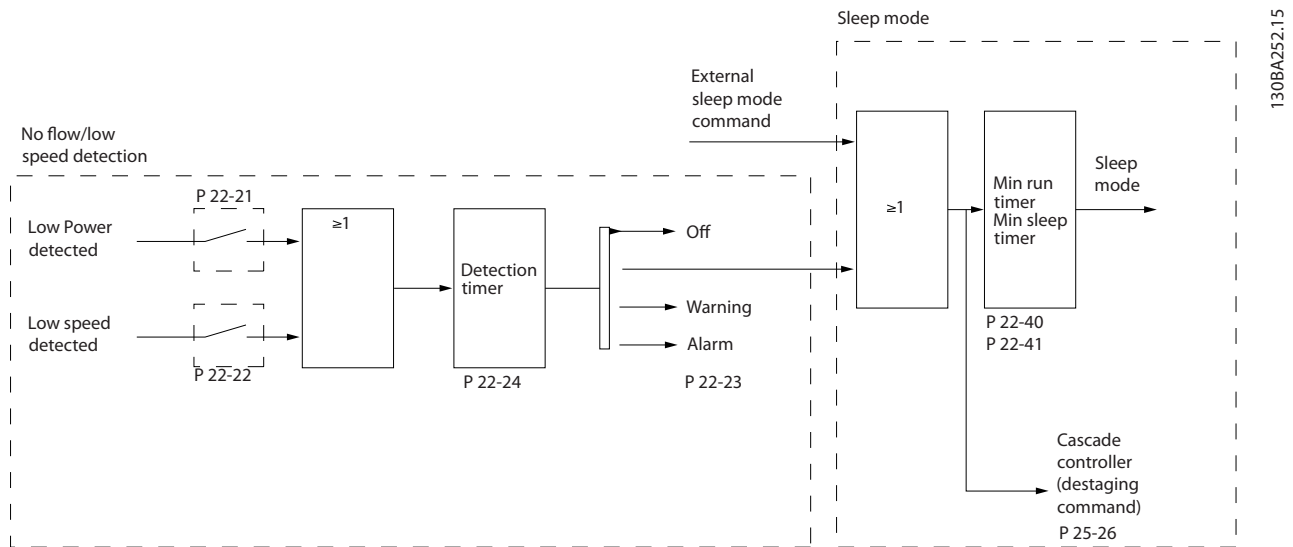 Sleep mode
130BA252.15
External
sleep mode
command
No flow/low
speed detection
P 22-21
Low Power
detected
≥1
Low speed
detected
P 22-22
Detection
timer
P 22-24
Off
Warning
Alarm
P 22-23
≥1
Min run
timer
Min sleep
timer
P 22-40
P 22-41
Sleep
mode
Cascade
controller
(destaging
command)
P 25-26